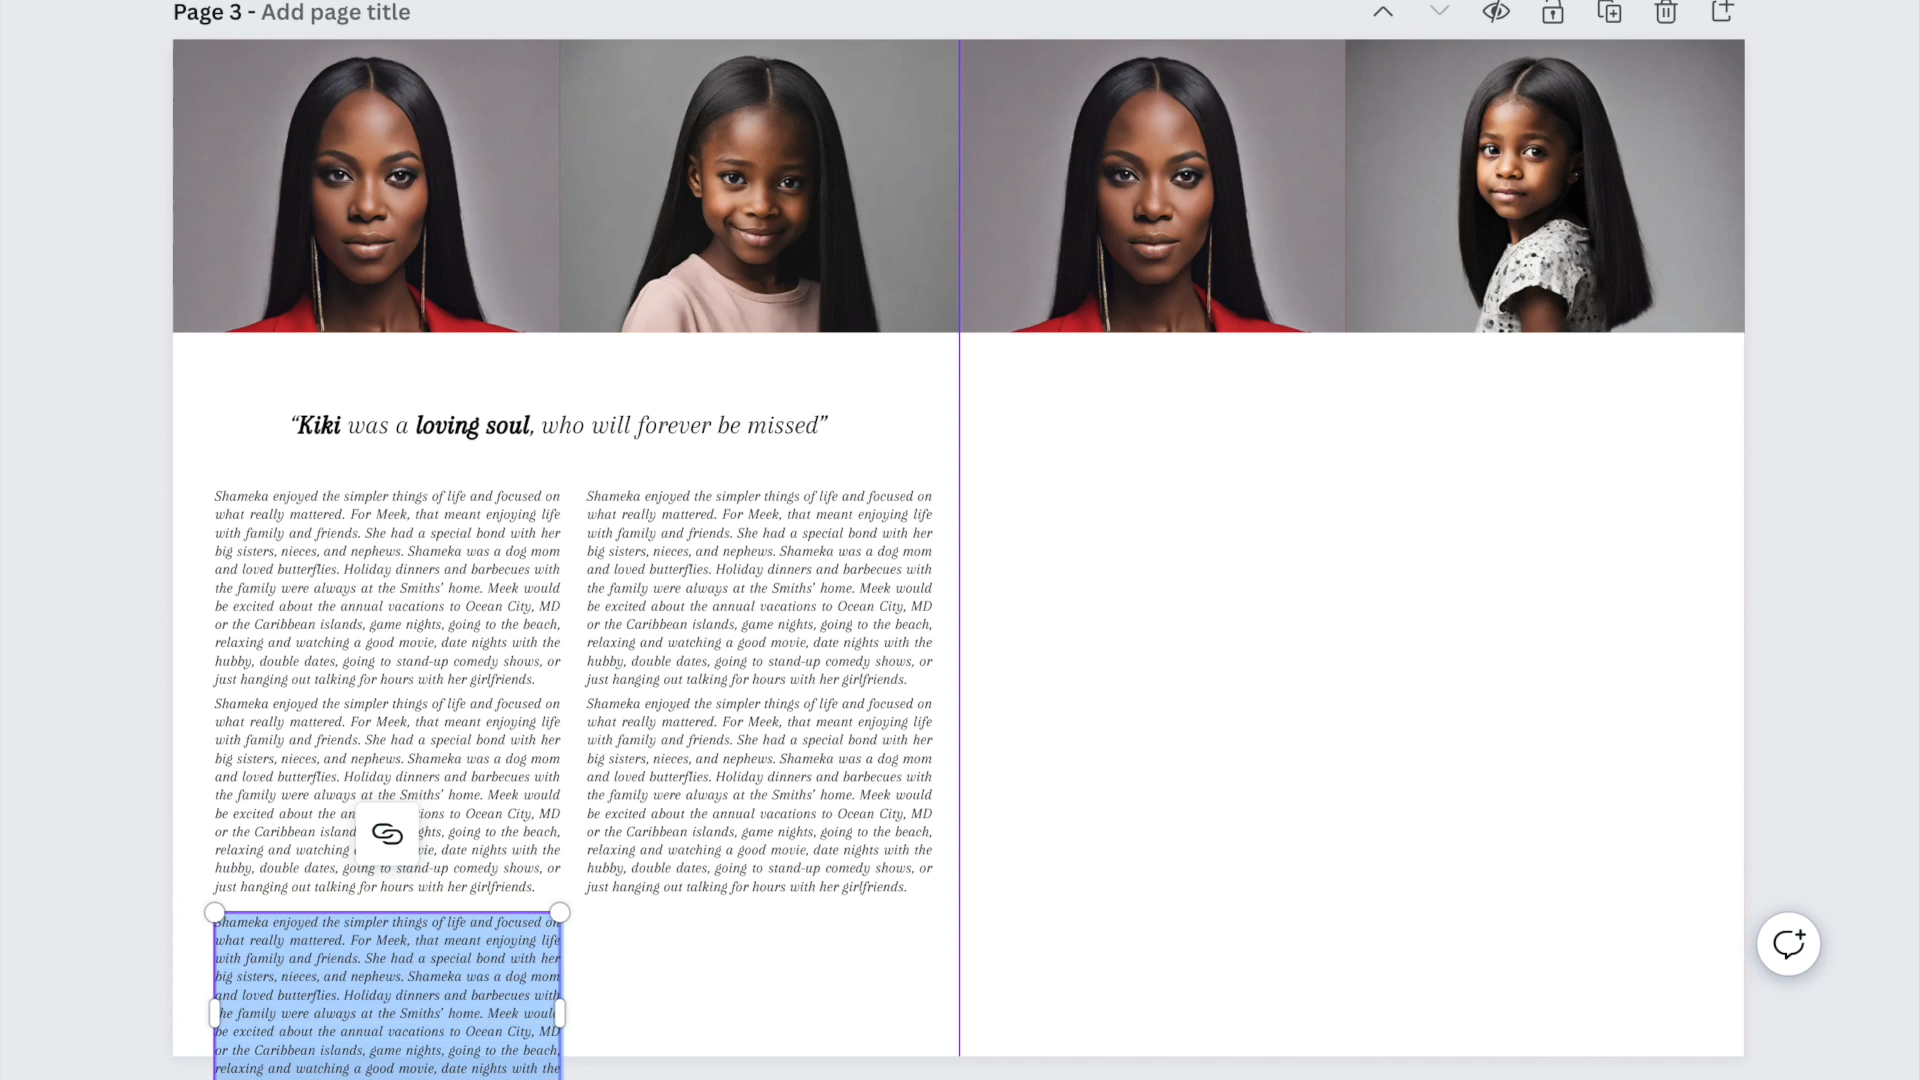 Page 3 - Add page title
“Kiki was a loving soul, who will forever be missed”
Shameka enjoyed the simpler things of life and focused on
what really mattered. For Meek, that meant enjoying life
with family and friends. She had a special bond with her
big sisters, nieces, and nephews. Shameka was a dog mom
and loved butterflies. Holiday dinners and barbecues with
the family were always at the Smiths’ home. Meek would
be excited about the annual vacations to Ocean City, MD
or the Caribbean islands, game nights, going to the beach,
relaxing and watching a good movie, date nights with the
hubby, double dates, going to stand-up comedy shows, or
just hanging out talking for hours with her girlfriends.
Shameka enjoyed the simpler things of life and focused on
what really mattered. For Meek, that meant enjoying life
with family and friends. She had a special bond with her
big sisters, nieces, and nephews. Shameka was a dog mom
and loved butterflies. Holiday dinners and barbecues with
the family were always at the Smiths’ home. Meek would
be excited about the to Ocean City, MD
or the Caribbean going to the beach,
relaxing and watching date nights with the
hubby, double dates, going to stand-up comedy shows, or
just hanging out talking for hours with her girlfriends.
Shameka enjoyed the simpler things of life and focused on
what really mattered. For Meek, that meant enjoying life
with family and friends. She had a special bond with her
big sisters, nieces, and nephews. Shameka was a dog mom
and loved butterflies. Holiday dinners and barbecues with
the family were always at the Smiths’ home. Meek would
be excited about the annual vacations to Ocean City, MD
or the Caribbean islands, game nights, going to the beach,
relaxing and watching a good movie, date nights with the
Shameka enjoyed the simpler things of life and focused on
what really mattered. For Meek, that meant enjoying life
with family and friends. She had a special bond with her
big sisters, nieces, and nephews. Shameka was a dog mom
and loved butterflies. Holiday dinners and barbecues with
the family were always at the Smiths’ home. Meek would
be excited about the annual vacations to Ocean City, MD
or the Caribbean islands, game nights, going to the beach,
relaxing and watching a good movie, date nights with the
hubby, double dates, going to stand-up comedy shows, or
just hanging out talking for hours with her girlfriends.
Shameka enjoyed the simpler things of life and focused on
what really mattered. For Meek, that meant enjoying life
with family and friends. She had a special bond with her
big sisters, nieces, and nephews. Shameka was a dog mom
and loved butterflies. Holiday dinners and barbecues with
the family were always at the Smiths’ home. Meek would
be excited about the annual vacations to Ocean City, MD
or the Caribbean islands, game nights, going to the beach,
relaxing and watching a good movie, date nights with the
hubby, double dates, going to stand-up comedy shows, or
just hanging out talking for hours with her girlfriends.